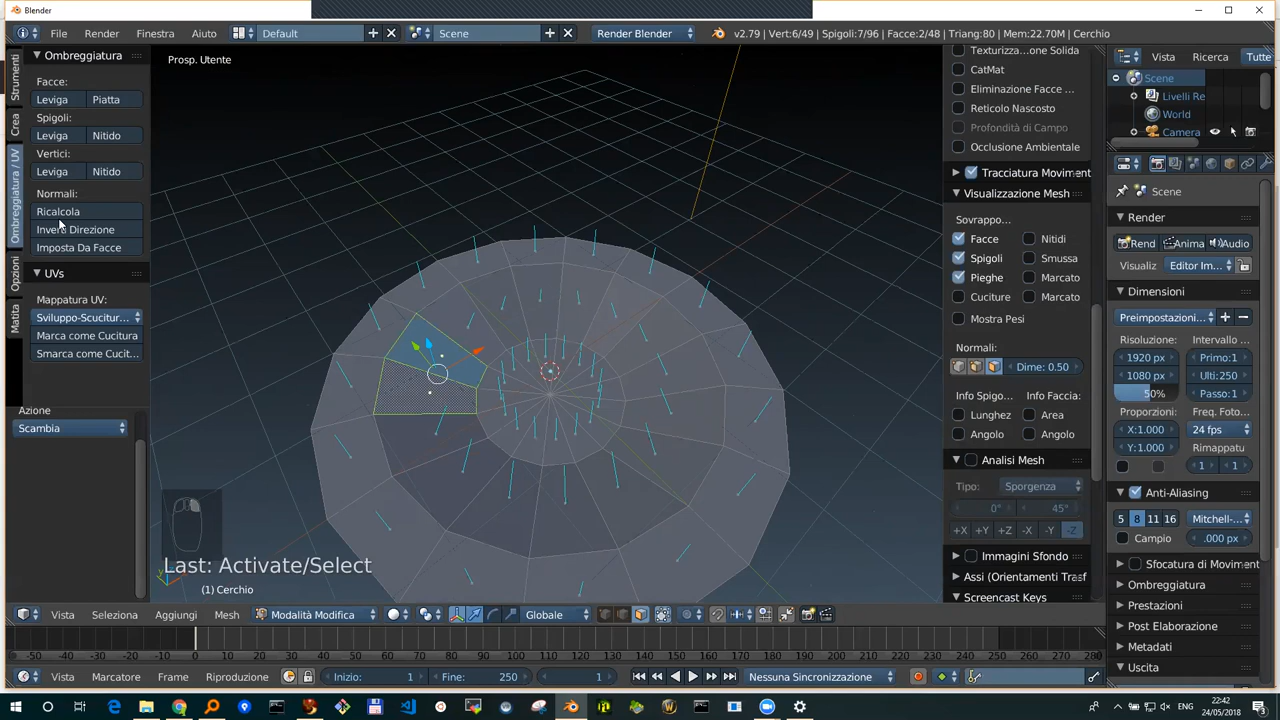 Blender
File Render Finestra Aiuto Default Scene Render Blender v2.79 | Vert:6/49 | Spigoli:7/96 | Facce:2/48 | Triang:80 | Mem:22.70M | Cerchio
Strumenti
Crea
Ombreggiatura / UV
Opzioni
Matita
Ombreggiatura
Facce:
Leviga Piatta
Spigoli:
Leviga Nitido
Vertici:
Leviga Nitido
Normali:
Ricalcola
Inverti Direzione
Imposta Da Facce
UVs
Mappatura UV:
Sviluppo-Scucitur...
Marca come Cucitura
Smarca come Cucit...
Azione
Scambia
Prosp. Utente
Last: Activate/Select
(1) Cerchio
Texturizza...one Solida
CatMat
Eliminazione Facce ...
Reticolo Nascosto
Profondità di Campo
Occlusione Ambientale
Tracciatura Moviment
Visualizzazione Mesh
Sovrappo...
Facce Nitidi
Spigoli Smussa
Pieghe Marcato
Cuciture Marcato
Mostra Pesi
Normali:
Dime: 0.50
Info Spigo... Info Faccia:
Lunghez Area
Angolo Angolo
Analisi Mesh
Tipo: Sporgenza
0° 45°
+X +Y +Z -X -Y -Z
Immagini Sfondo
Assi (Orientamenti Trasf
Screencast Keys
Vista Ricerca Tutte
Scene
Livelli Re
World
Camera
Scene
Render
Rend Anima Audio
Visualiz Editor Im...
Dimensioni
Preimpostazioni...
Risoluzione: Intervallo ...
1920 px Primo:1
1080 px Ulti:250
50% Passo:1
Proporzioni: Freq. Foto...
X:1.000 24 fps
Y:1.000 Rimappatu
1 1
Anti-Aliasing
5 8 11 16 Mitchell-...
Campio .000 px
Sfocatura di Moviment
Ombreggiatura
Prestazioni
Post Elaborazione
Metadati
Uscita
Vista Seleziona Aggiungi Mesh Modalità Modifica Globale
-50 -40 -30 -20 -10 0 10 20 30 40 50 60 70 80 90 100 110 120 130 140 150 160 170 180 190 200 210 220 230 240 250 260 270 280
Vista Marcatore Frame Riproduzione Inizio: 1 Fine: 250 1 Nessuna Sincronizzazione
ENG 22:42
24/05/2018